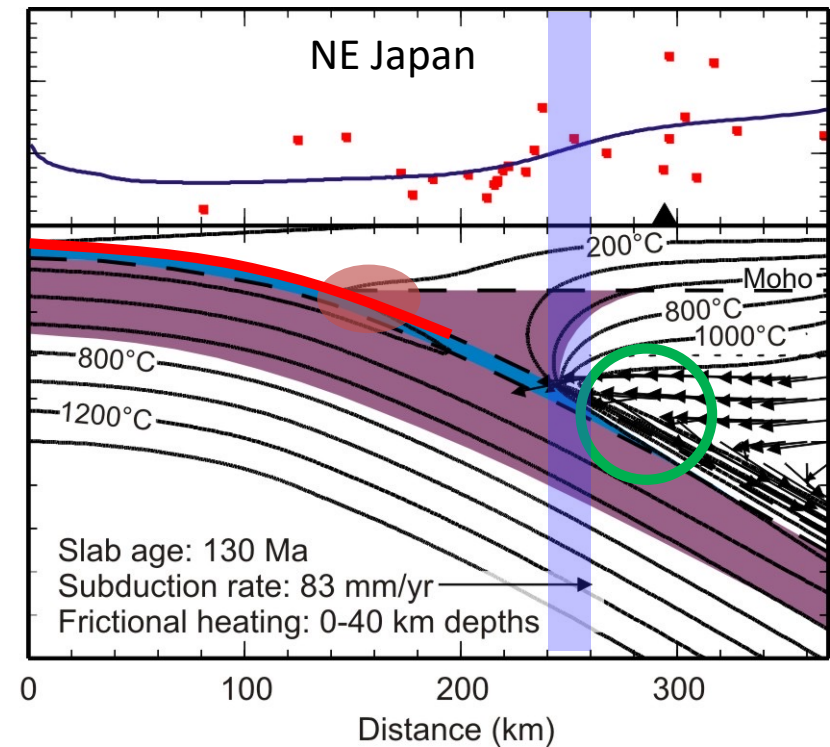 NE Japan
200°C
Moho
800°C
1000°C
800°C
1200°C
Slab age: 130 Ma
Subduction rate: 83 mm/yr
Frictional heating: 0-40 km depths
0 100 200 300
Distance (km)